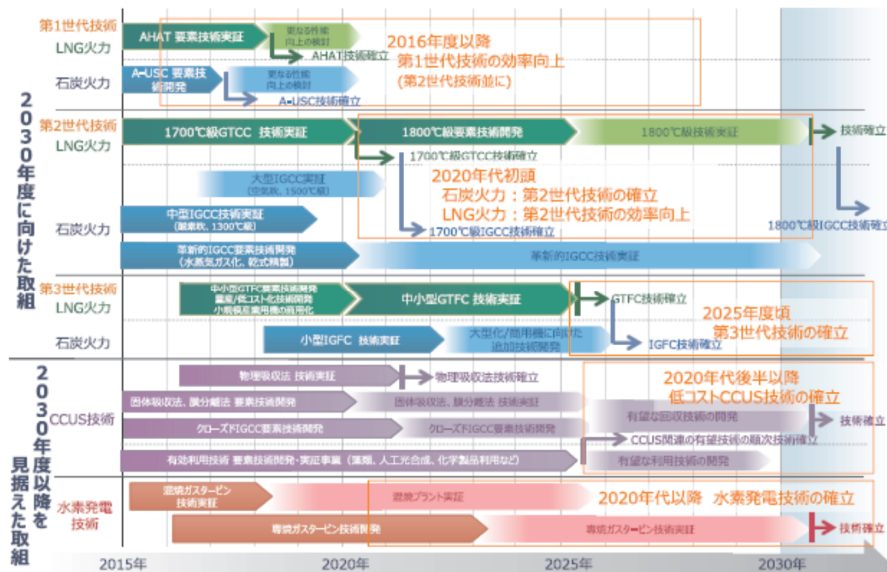 2030年度に向けた取組
第1世代技術
LNG火力
AHAT 要素技術実証
更なる性能
向上の検討
AHAT技術確立
2016年度以降
第1世代技術の効率向上
(第2世代技術並に)
石炭火力
A-USC 要素技
術開発
更なる性能
向上の検討
A-USC技術確立
第2世代技術
LNG火力
1700℃級GTCC 技術実証
1800℃級要素技術開発
1800℃級技術実証
技術確立
1700℃級GTCC技術確立
2020年代初頭
石炭火力:第2世代技術の確立
LNG火力:第2世代技術の効率向上
石炭火力
大型IGCC実証
(空気吹、1500℃級)
中型IGCC技術実証
(酸素吹、1300℃級)
1700℃級IGCC技術確立
1800℃級IGCC技術確立
革新的IGCC要素技術開発
(水蒸気ガス化、乾式精製)
革新的IGCC技術実証
第3世代技術
LNG火力
中小型GTFC要素技術開発
量産/低コスト化技術開発
小規模産業用機の商用化
中小型GTFC 技術実証
GTFC技術確立
2025年度頃
第3世代技術の確立
石炭火力
小型IGFC 技術実証
大型化/商用機に向けた
追加技術開発
IGFC技術確立
2030年度以降を
見据えた取組
CCUS技術
物理吸収法 技術実証
物理吸収法技術確立
2020年代後半以降
低コストCCUS技術の確立
固体吸収法、膜分離法 要素技術開発
固体吸収法、膜分離法 技術実証
有望な回収技術の開発
技術確立
クローズドIGCC要素技術開発
クローズドIGCC要素技術開発
CCUS関連の有望技術の順次技術確立
有効利用技術 要素技術開発・実証事業(藻類、人工光合成、化学製品利用など)
有望な利用技術の開発
水素発電
技術
混焼ガスタービン
技術実証
混焼プラント実証
2020年代以降 水素発電技術の確立
専焼ガスタービン技術開発
専焼ガスタービン技術実証
技術確立
2015年
2020年
2025年
2030年